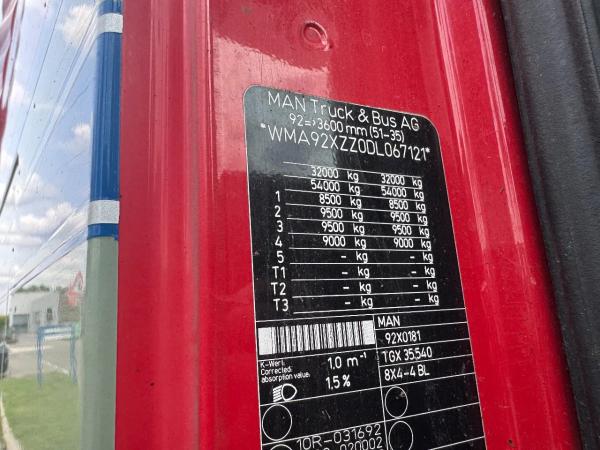 MAN Truck & Bus AG
92=>3600 mm (51-35)
*WMA92XZZ0DL067121*
32000 kg 32000 kg
54000 kg 54000 kg
1 8500 kg 8500 kg
2 9500 kg 9500 kg
3 9500 kg 9500 kg
4 9000 kg 9000 kg
5 - kg - kg
T1 - kg - kg
T2 - kg - kg
T3 - kg - kg
MAN
92X0181
K-Wert
Corrected
absorption value:
1.0 m⁻¹
1.5 %
TGX 35.540
8X4-4 BL
10R-031692
020002